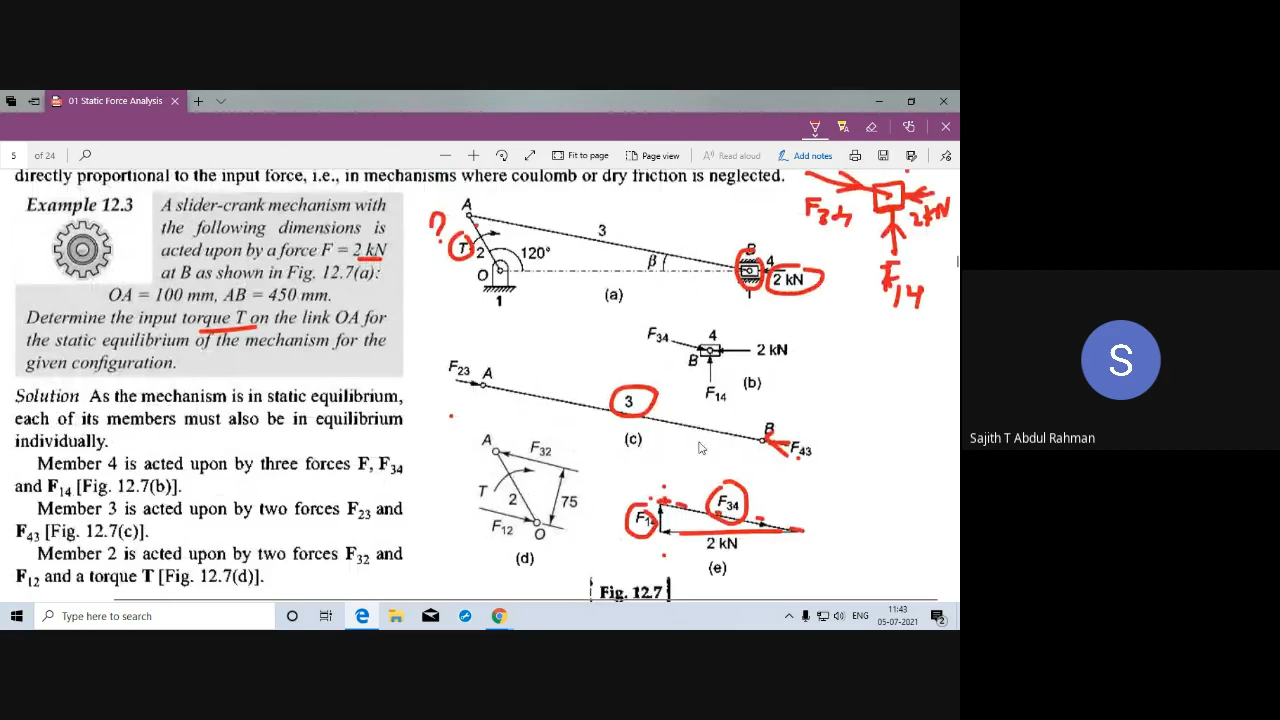 01 Static Force Analysis
5 of 24
Fit to page
Page view
Read aloud
Add notes
directly proportional to the input force, i.e., in mechanisms where coulomb or dry friction is neglected.
Example 12.3
A slider-crank mechanism with
the following dimensions is
acted upon by a force F = 2 kN
at B as shown in Fig. 12.7(a):
OA = 100 mm, AB = 450 mm.
Determine the input torque T on the link OA for
the static equilibrium of the mechanism for the
given configuration.
Solution As the mechanism is in static equilibrium,
each of its members must also be in equilibrium
individually.
Member 4 is acted upon by three forces F, F34
and F14 [Fig. 12.7(b)].
Member 3 is acted upon by two forces F23 and
F43 [Fig. 12.7(c)].
Member 2 is acted upon by two forces F32 and
F12 and a torque T [Fig. 12.7(d)].
?
A
3
T
2
120°
β
B
4
O
2 kN
1
1
(a)
F34
2kN
F14
F34
4
2 kN
B
F14
(b)
F23
A
3
B
F43
(c)
A
F32
T
2
75
F12
O
(d)
F34
F14
2 kN
(e)
Fig. 12.7
Type here to search
ENG
11:43
05-07-2021
2
S
Sajith T Abdul Rahman